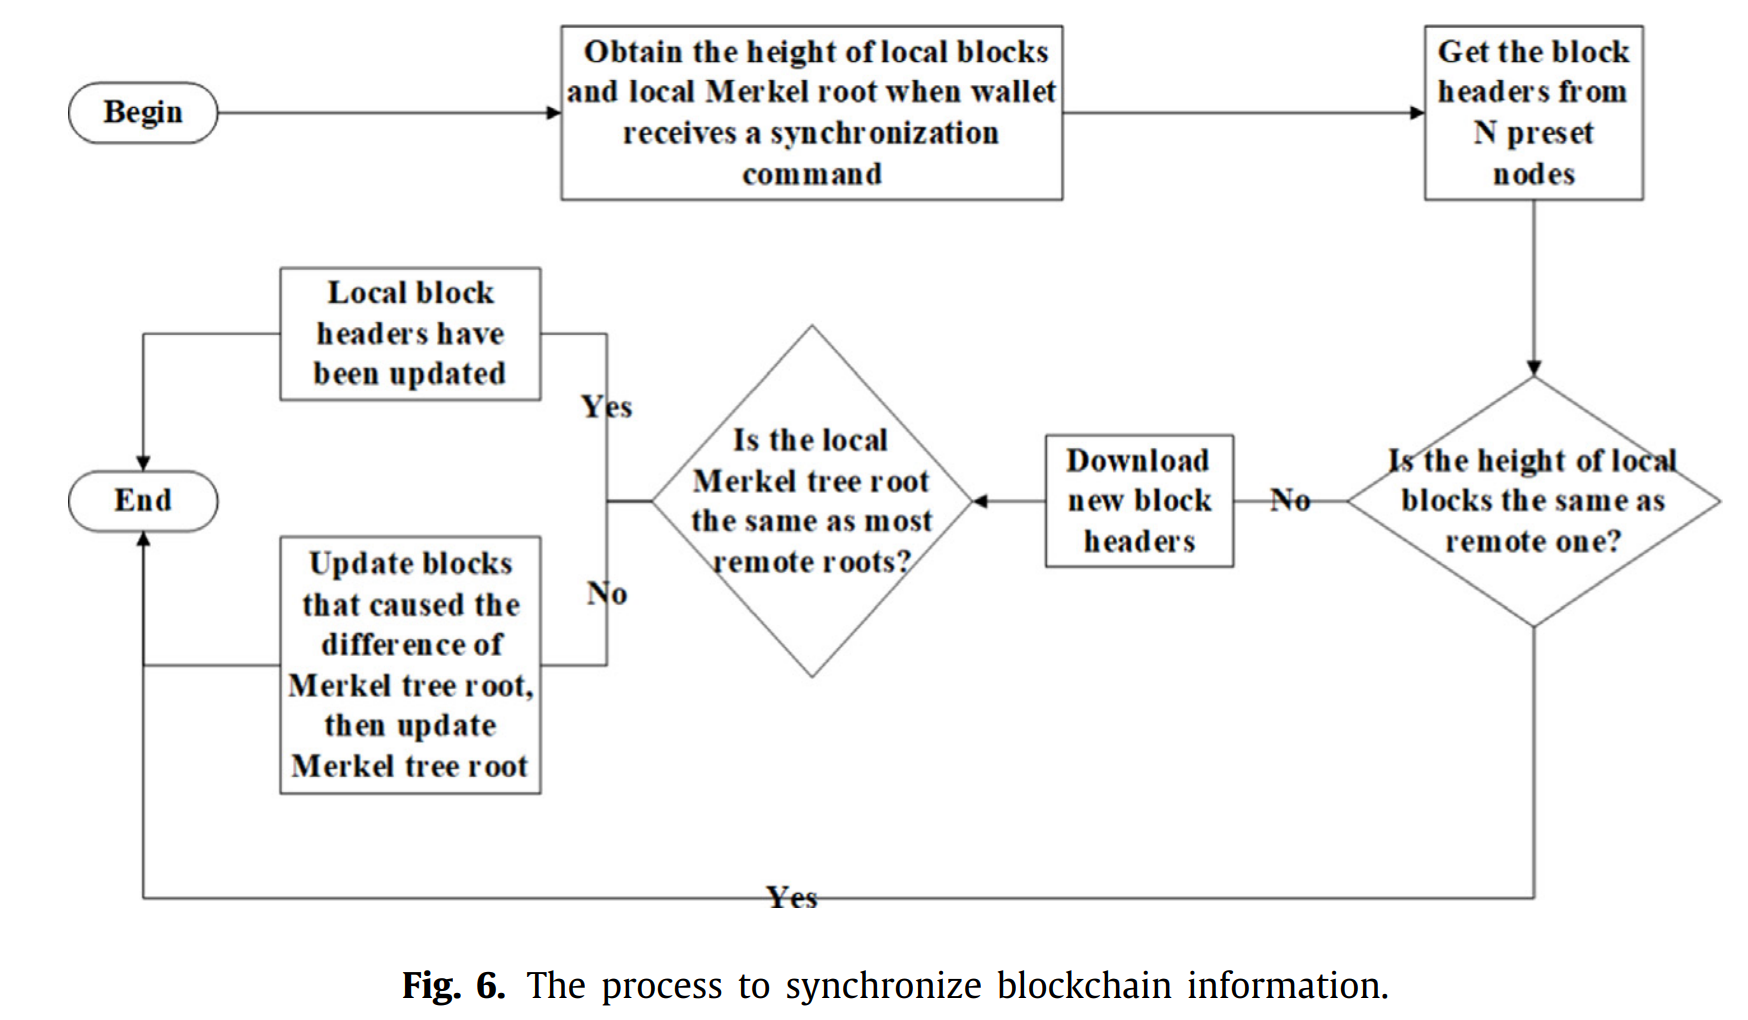 Begin
Obtain the height of local blocks
and local Merkel root when wallet
receives a synchronization
command
Get the block
headers from
N preset
nodes
Is the height of local
blocks the same as
remote one?
No
Download
new block
headers
Is the local
Merkel tree root
the same as most
remote roots?
Yes
No
Local block
headers have
been updated
Update blocks
that caused the
difference of
Merkel tree root,
then update
Merkel tree root
End
Yes
Fig. 6. The process to synchronize blockchain information.